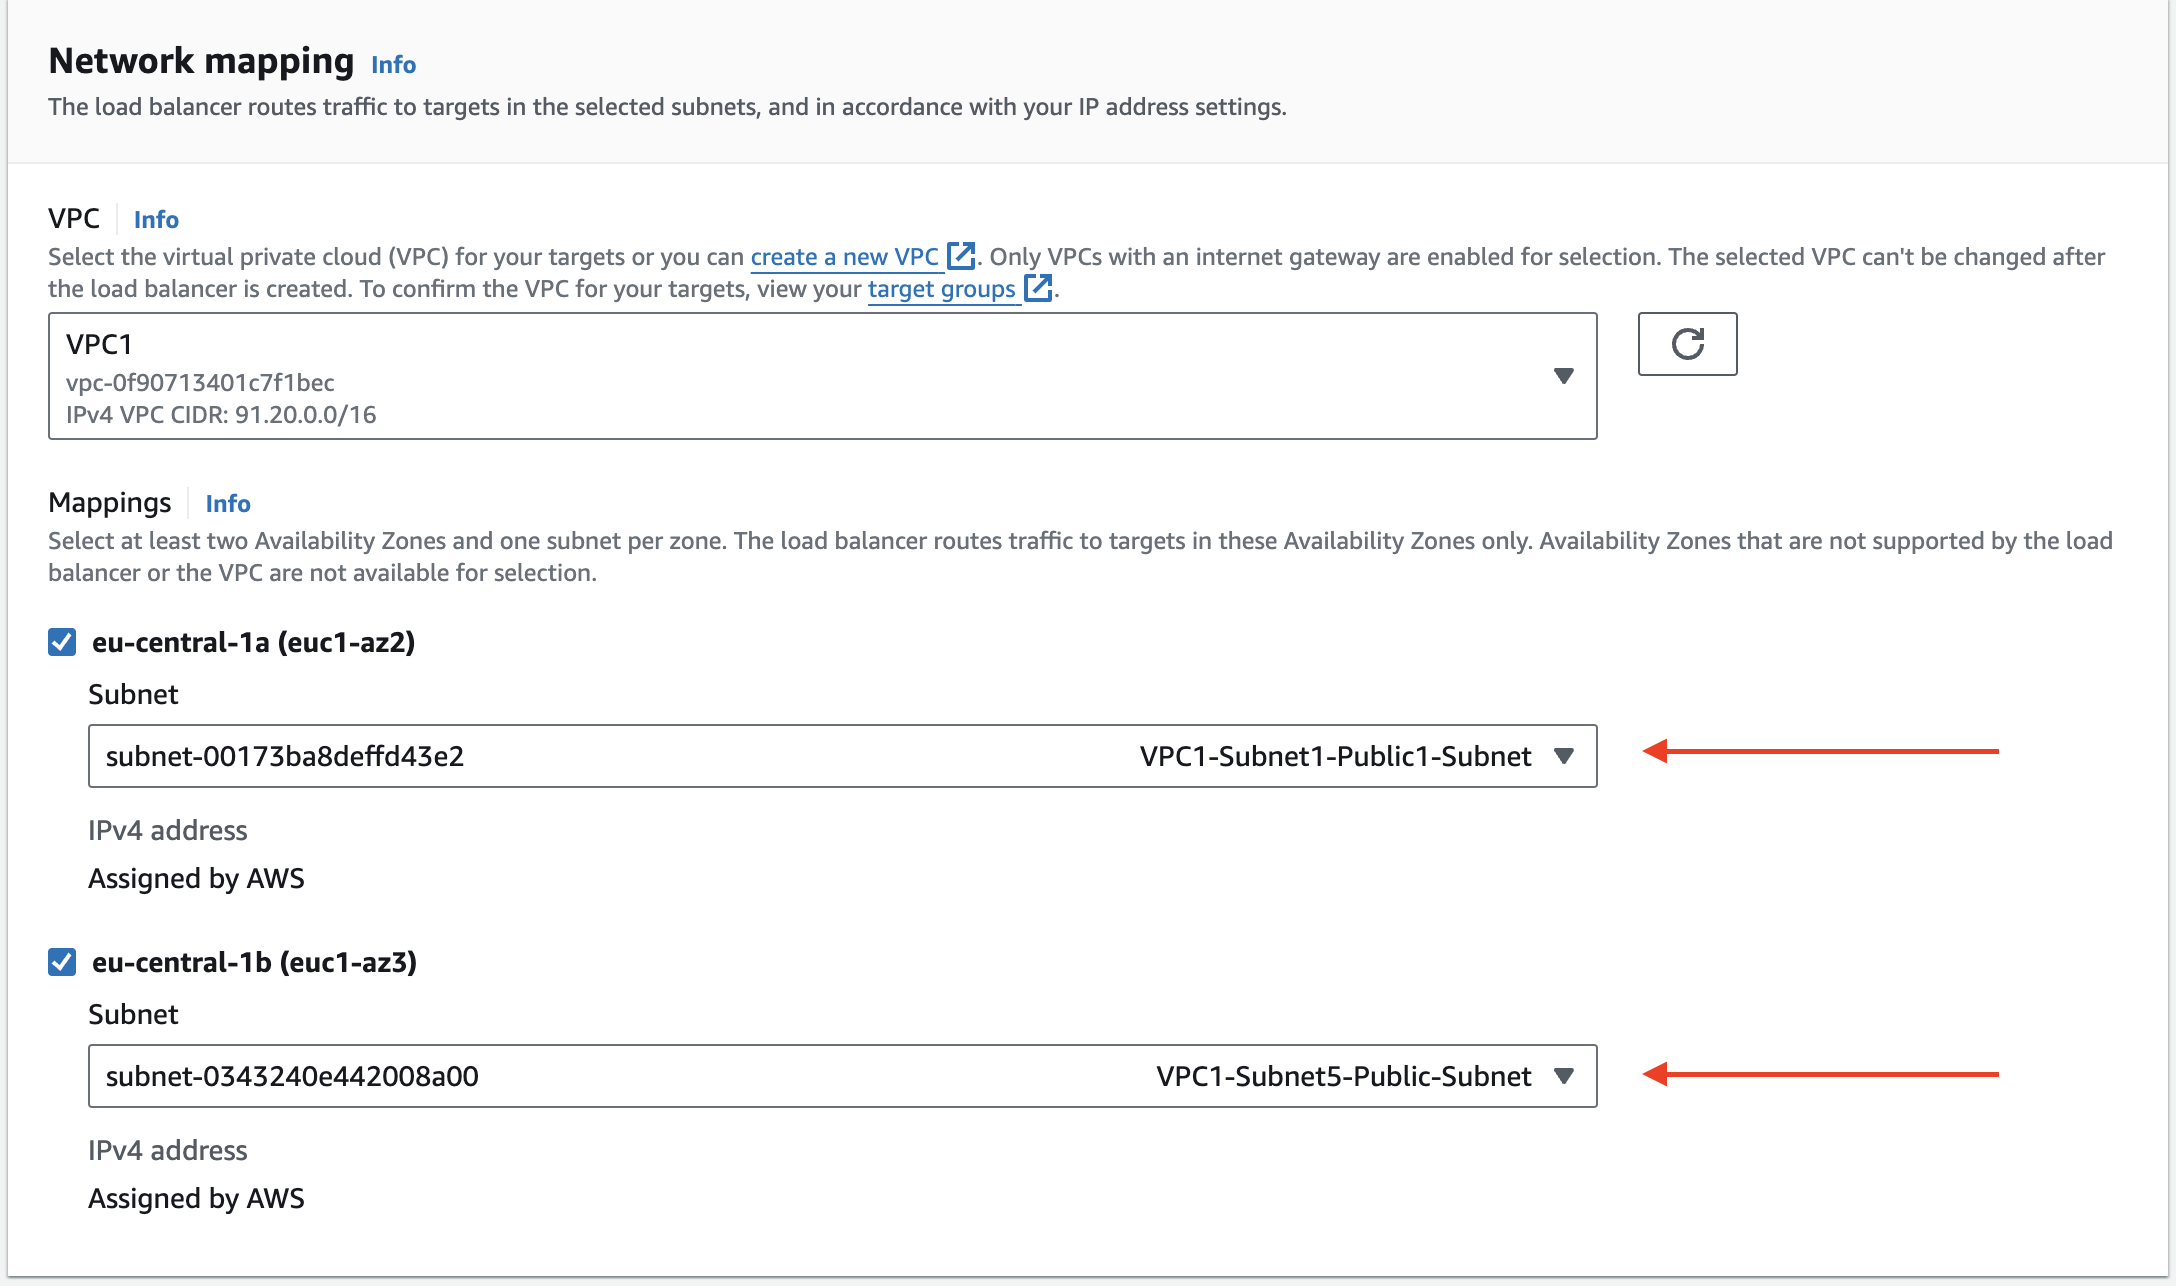 Network mapping Info
The load balancer routes traffic to targets in the selected subnets, and in accordance with your IP address settings.
VPC Info
Select the virtual private cloud (VPC) for your targets or you can create a new VPC. Only VPCs with an internet gateway are enabled for selection. The selected VPC can't be changed after
the load balancer is created. To confirm the VPC for your targets, view your target groups.
VPC1
vpc-0f90713401c7f1bec
IPv4 VPC CIDR: 91.20.0.0/16
Mappings Info
Select at least two Availability Zones and one subnet per zone. The load balancer routes traffic to targets in these Availability Zones only. Availability Zones that are not supported by the load
balancer or the VPC are not available for selection.
eu-central-1a (euc1-az2)
Subnet
subnet-00173ba8deffd43e2 VPC1-Subnet1-Public1-Subnet
IPv4 address
Assigned by AWS
eu-central-1b (euc1-az3)
Subnet
subnet-0343240e442008a00 VPC1-Subnet5-Public-Subnet
IPv4 address
Assigned by AWS